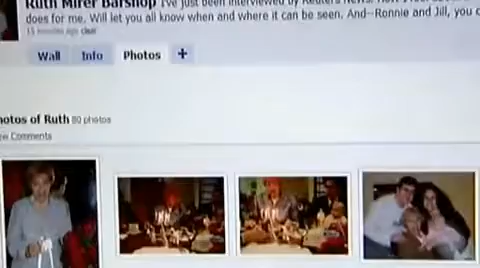 Ruth Mirer Barshop I've just been interviewed by Reuters News.
does for me. Will let you all know when and where it can be seen. And--Ronnie and Jill, you
15 minutes ago clear
Wall Info Photos +
hotos of Ruth 80 photos
ew Comments